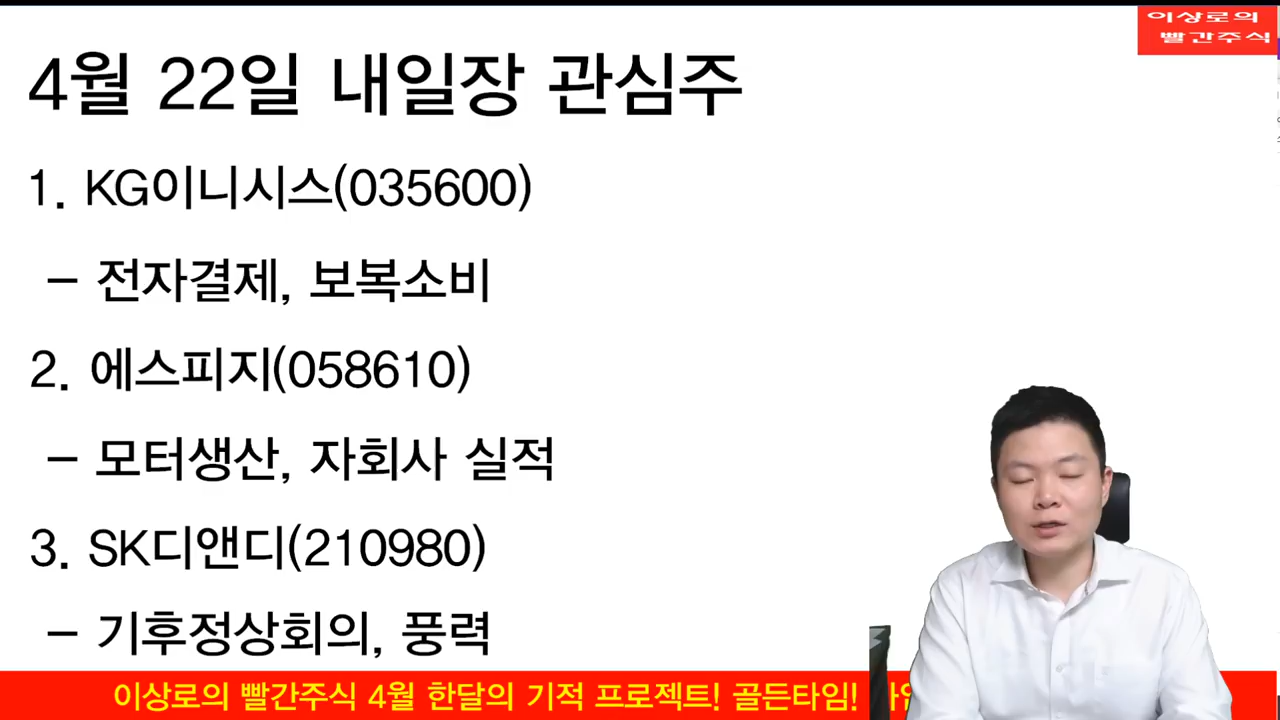 이상로의
빨간주식
4월 22일 내일장 관심주
1. KG이니시스(035600)
- 전자결제, 보복소비
2. 에스피지(058610)
- 모터생산, 자회사 실적
3. SK디앤디(210980)
- 기후정상회의, 풍력
이상로의 빨간주식 4월 한달의 기적 프로젝트! 골든타임!